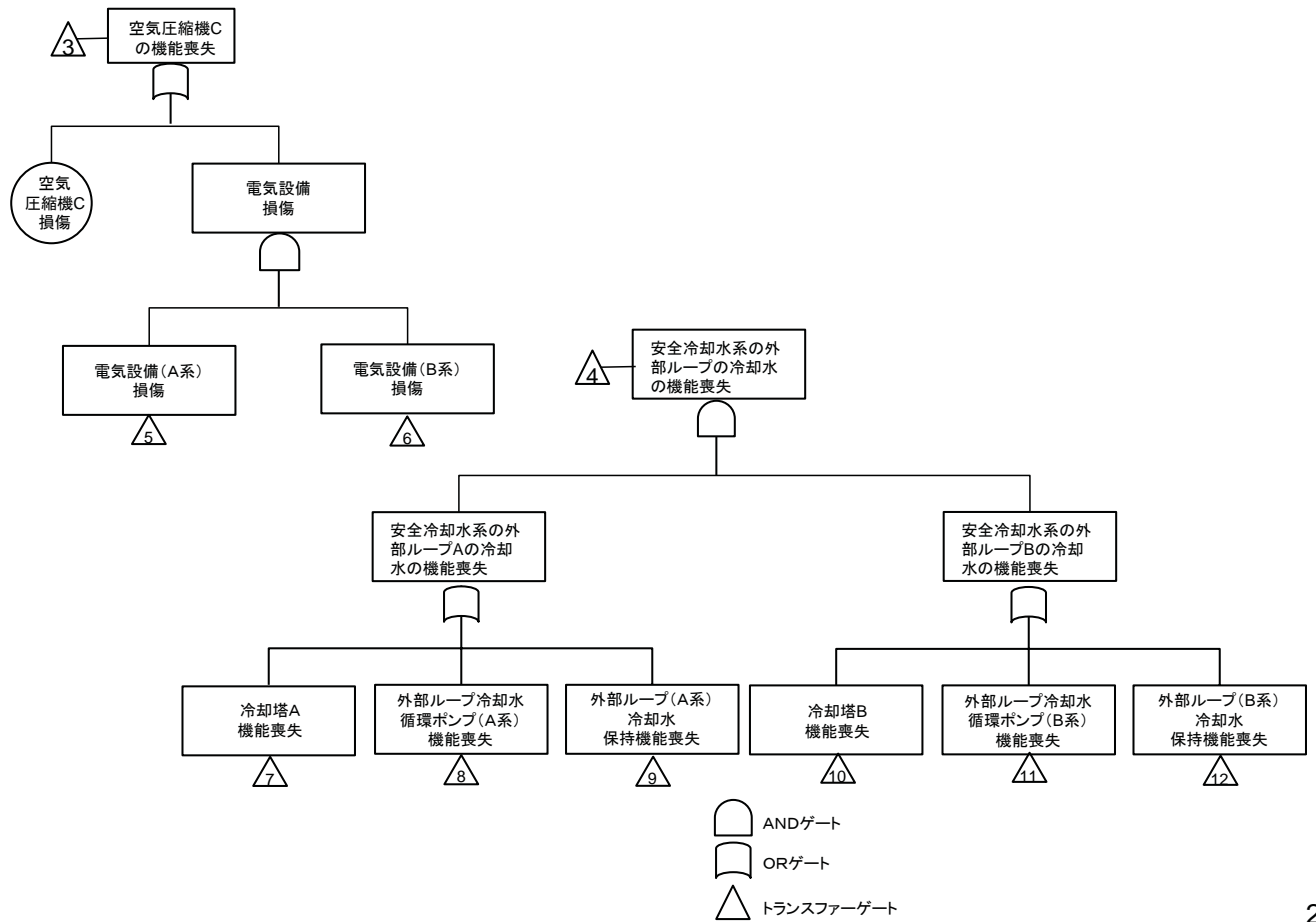 3
空気圧縮機C
の機能喪失
空気
圧縮機C
損傷
電気設備
損傷
電気設備(A系)
損傷
5
電気設備(B系)
損傷
6
4
安全冷却水系の外
部ループの冷却水
の機能喪失
安全冷却水系の外
部ループAの冷却
水の機能喪失
安全冷却水系の外
部ループBの冷却
水の機能喪失
冷却塔A
機能喪失
7
外部ループ冷却水
循環ポンプ(A系)
機能喪失
8
外部ループ(A系)
冷却水
保持機能喪失
9
冷却塔B
機能喪失
10
外部ループ冷却水
循環ポンプ(B系)
機能喪失
11
外部ループ(B系)
冷却水
保持機能喪失
12
ANDゲート
ORゲート
トランスファーゲート
2